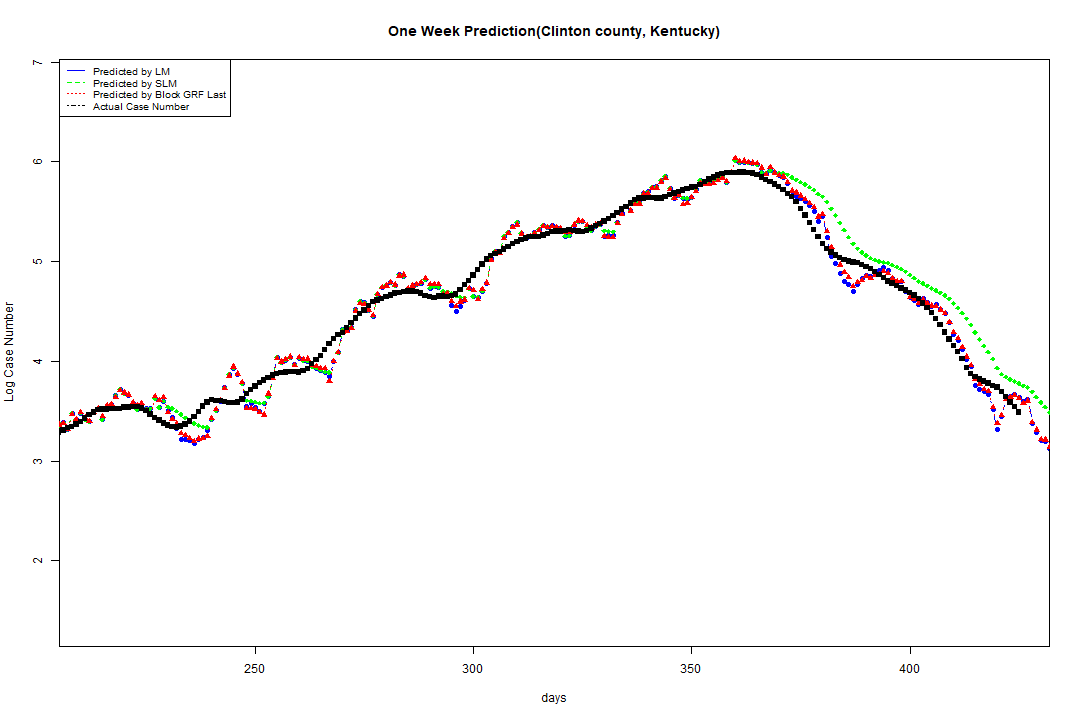 One Week Prediction(Clinton county, Kentucky)
Predicted by LM
Predicted by SLM
Predicted by Block GRF Last
Actual Case Number
7
6
5
4
3
2
Log Case Number
250 300 350 400
days